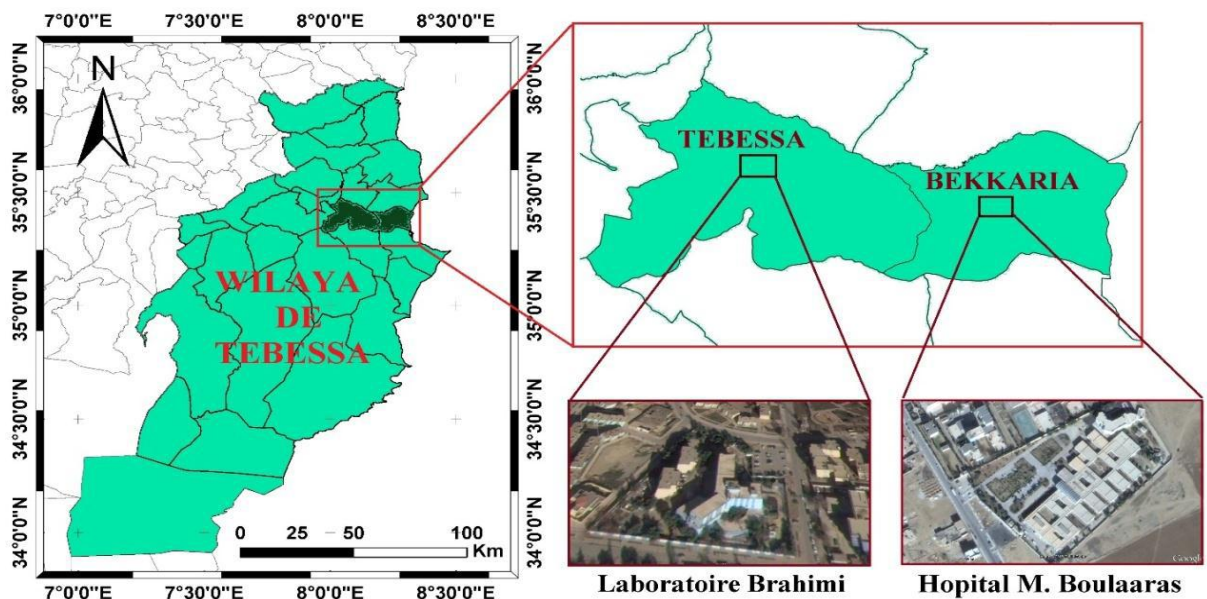 7°0'0"E 7°30'0"E 8°0'0"E 8°30'0"E
N
36°0'0"N
35°30'0"N
35°0'0"N
34°30'0"N
34°0'0"N
WILAYA
DE
TEBESSA
0 25 50 100
Km
7°0'0"E 7°30'0"E 8°0'0"E 8°30'0"E
36°0'0"N
35°30'0"N
35°0'0"N
34°30'0"N
34°0'0"N
TEBESSA
BEKKARIA
Google
Laboratoire Brahimi
Hopital M. Boulaaras